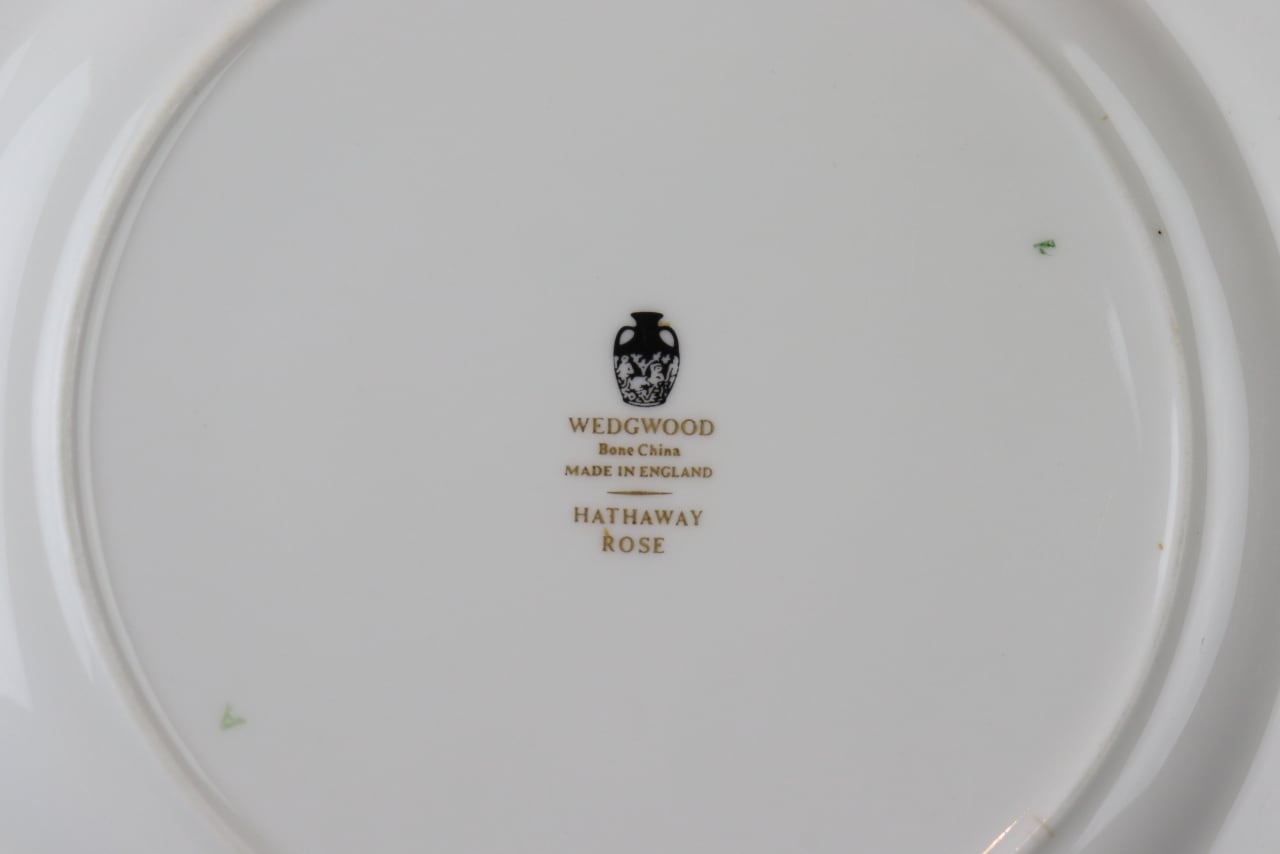 WEDGWOOD
Bone China
MADE IN ENGLAND
HATHAWAY
ROSE